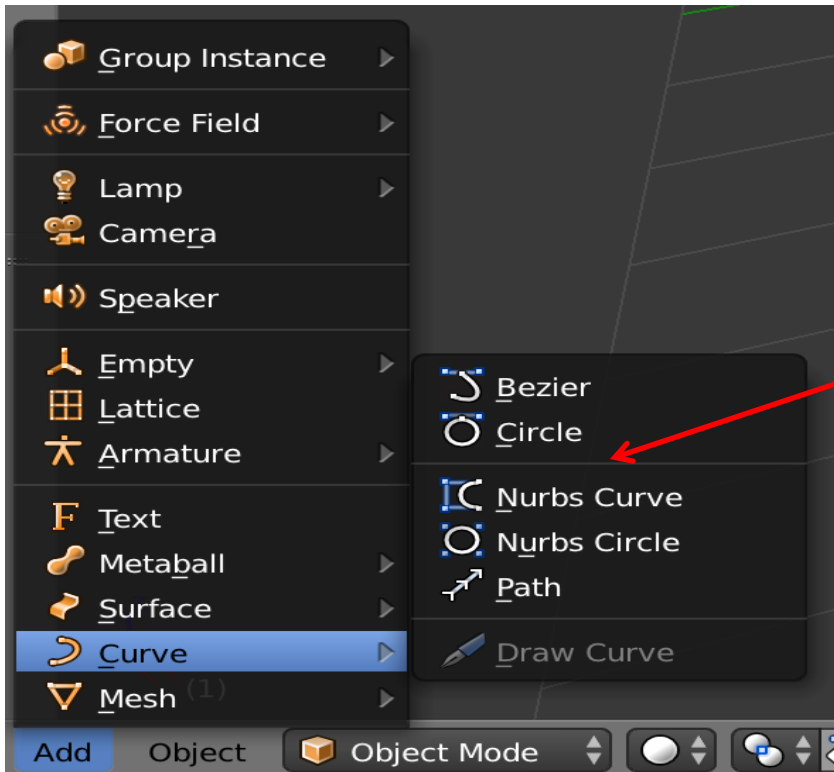 Group Instance
Force Field
Lamp
Camera
Speaker
Empty
Lattice
Armature
Text
Metaball
Surface
Curve
Mesh (1)
Bezier
Circle
Nurbs Curve
Nurbs Circle
Path
Draw Curve
Add Object Object Mode